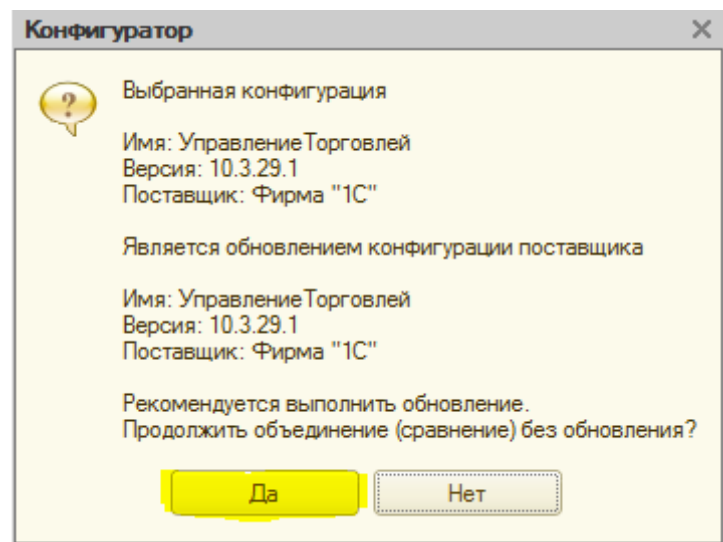 Конфигуратор
Выбранная конфигурация
Имя: УправлениеТорговлей
Версия: 10.3.29.1
Поставщик: Фирма "1С"
Является обновлением конфигурации поставщика
Имя: УправлениеТорговлей
Версия: 10.3.29.1
Поставщик: Фирма "1С"
Рекомендуется выполнить обновление.
Продолжить объединение (сравнение) без обновления?
Да
Нет